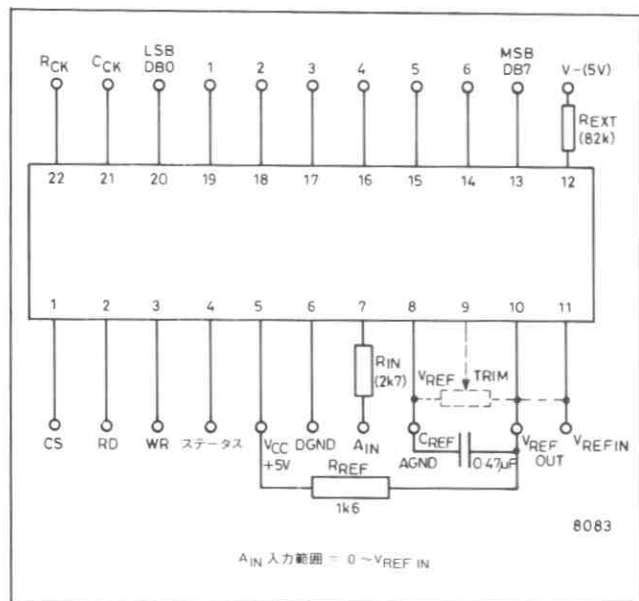 RCK CCK LSB DB0 1 2 3 4 5 6 MSB DB7 V-(5V)
REXT (82k)
22 21 20 19 18 17 16 15 14 13 12
1 2 3 4 5 6 7 8 9 10 11
RIN (2k7)
VREF TRIM
CS RD WR ステータス VCC +5V DGND AIN AGND CREF 0.47µF VREF OUT VREF IN
RREF
1k6
8083
AIN 入力範囲 = 0 ~VREF IN